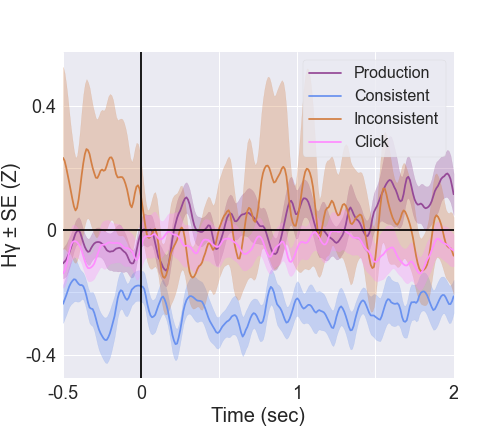 Production
Consistent
Inconsistent
Click
Hγ ± SE (Z)
0.4
0
-0.4
-0.5 0 1 2
Time (sec)